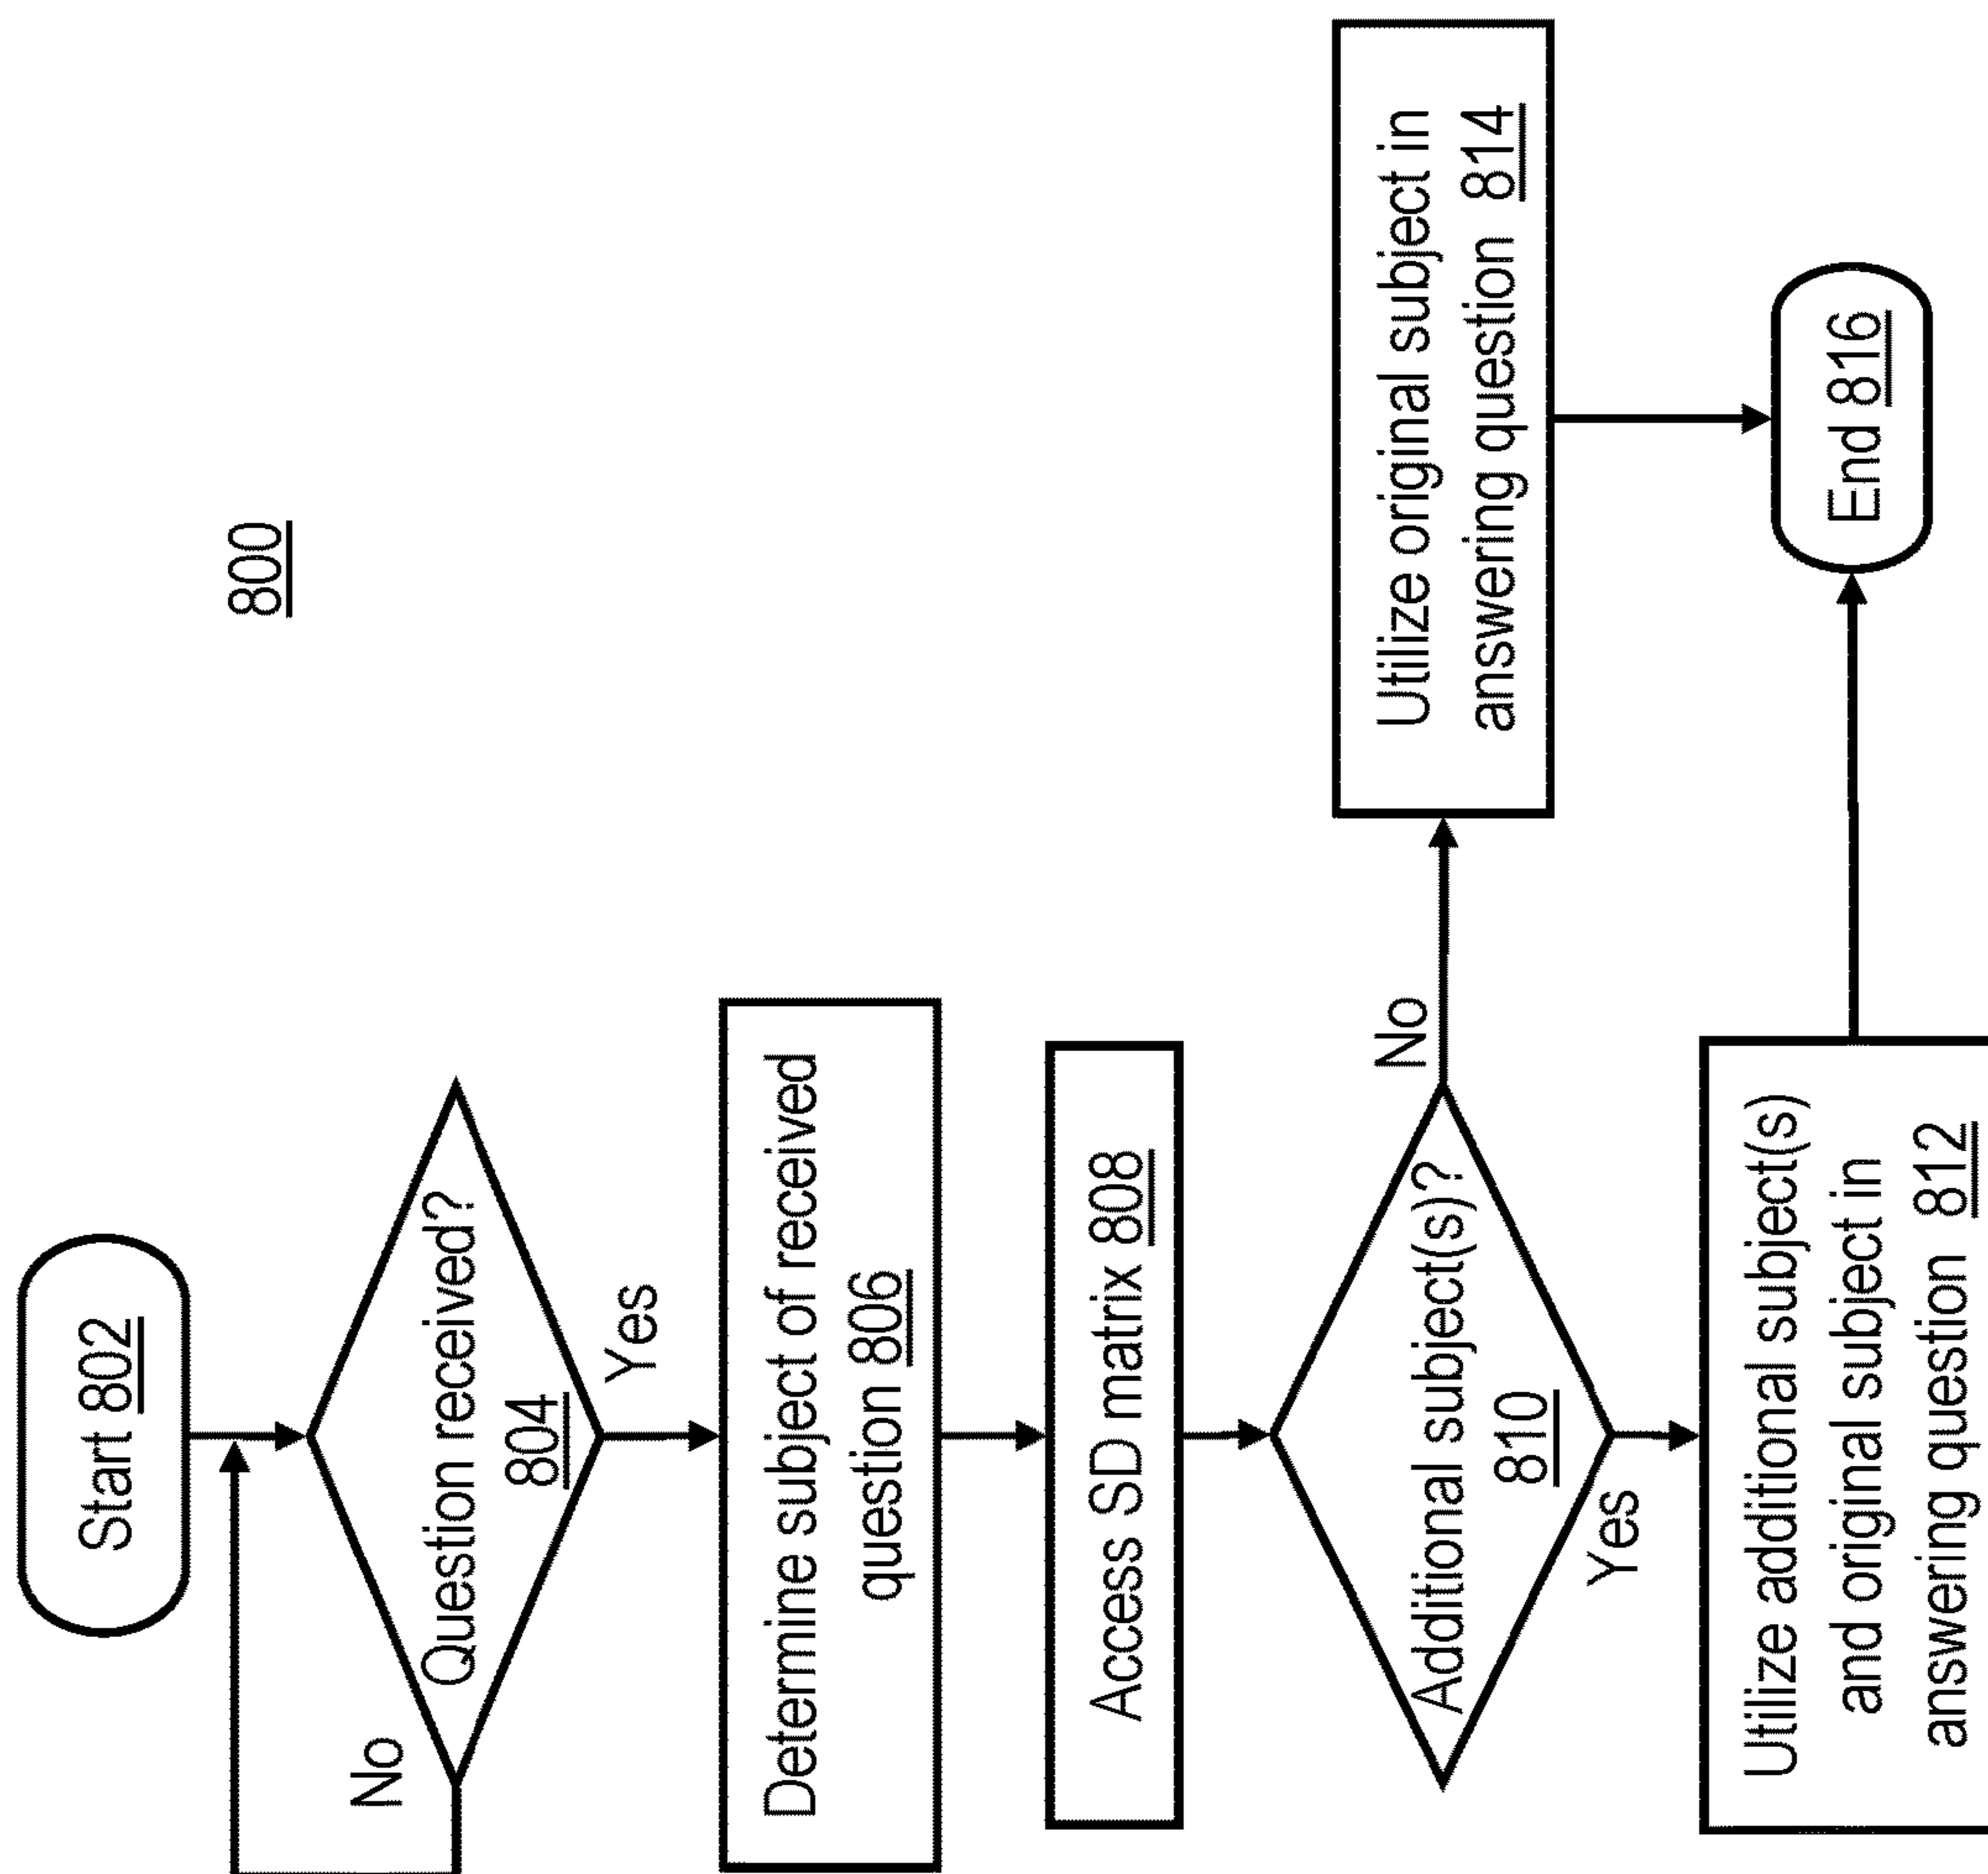 800
Start 802
No
Question received?
804
Yes
Determine subject of received
question 806
Access SD matrix 808
Additional subject(s)?
810
No
Yes
Utilize original subject in
answering question 814
Utilize additional subject(s)
and original subject in
answering question 812
End 816